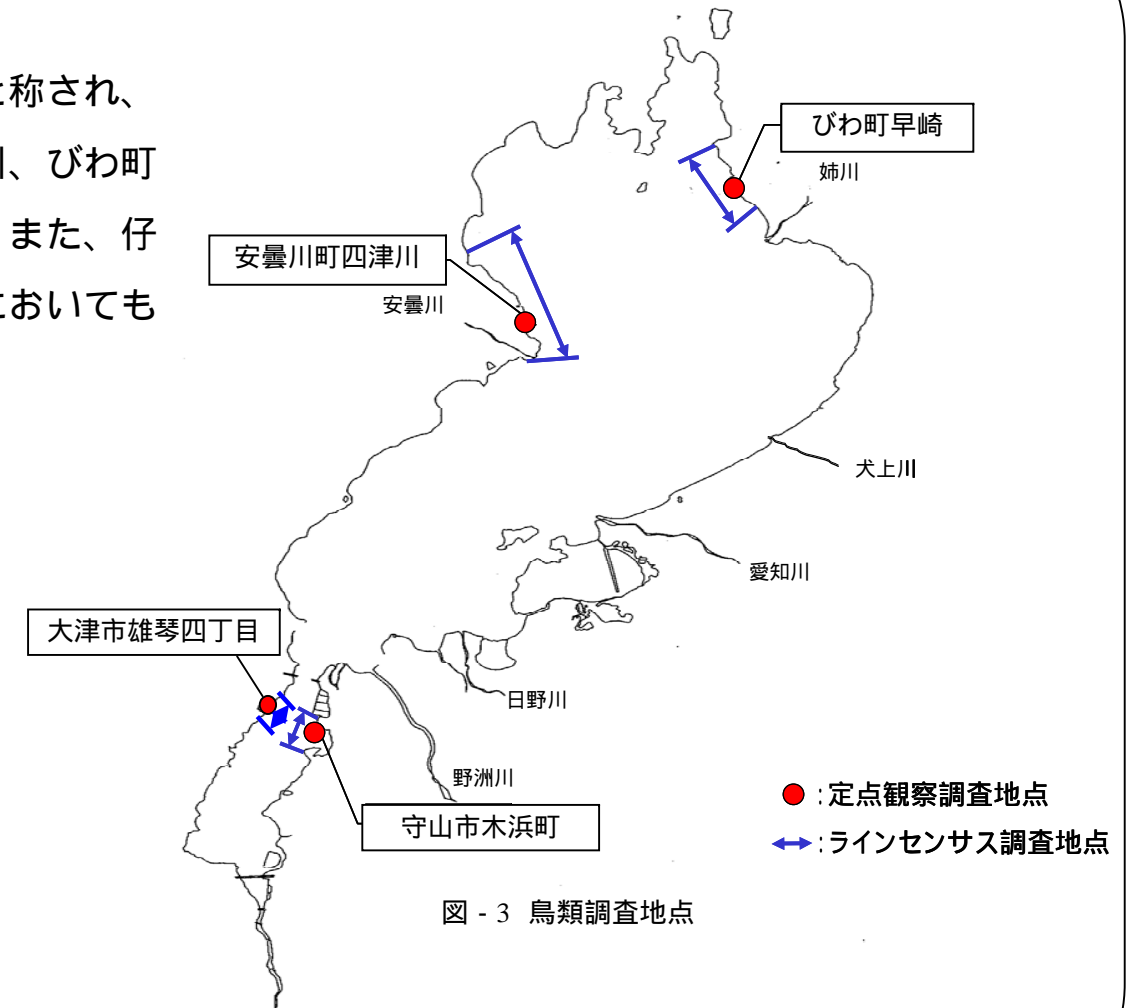 と称され、
川、びわ町
また、仔
においても
びわ町早崎
姉川
安曇川町四津川
安曇川
犬上川
愛知川
大津市雄琴四丁目
日野川
野洲川
守山市木浜町
:定点観察調査地点
:ラインセンサス調査地点
図 - 3 鳥類調査地点